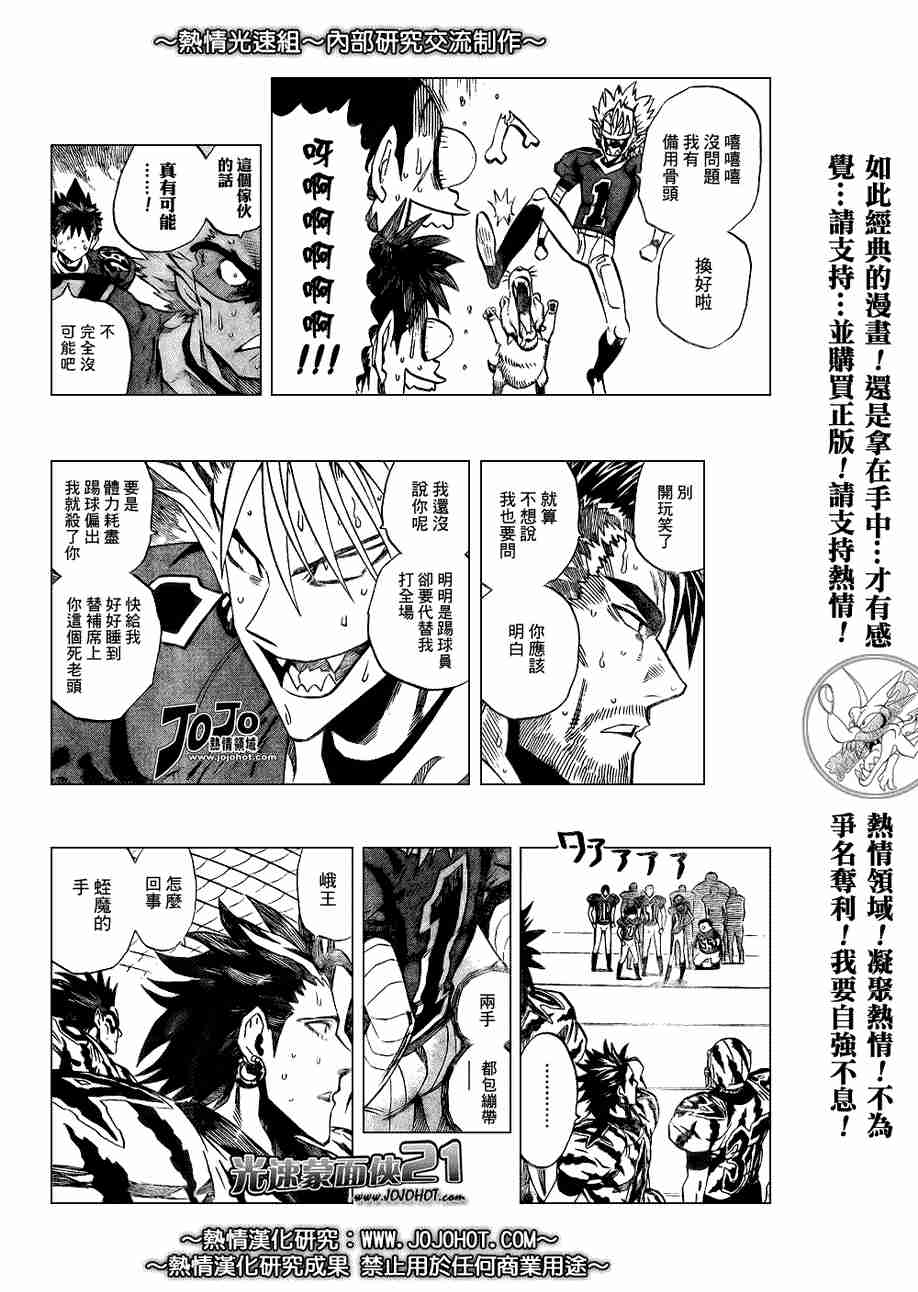 ～熱情光速組～內部研究交流制作～
嘻嘻嘻
沒問題
我有
備用骨頭
換好啦
1
呀啊啊啊啊啊啊!!!
這個傢伙
的話
真有可能
……!
不
完全沒
可能吧
別
開玩笑了
就算
不想說
我也要問
你應該
明白
我還沒
說你呢
明明是踢球員
卻要代替我
打全場
要是
體力耗盡
踢球偏出
我就殺了你
快給我
好好睡到
替補席上
你這個死老頭
JOJO
熱情領域
www.jojohot.com
………
兩手
都包繃帶
——
峨王
怎麼
回事
蛭魔的
手
光速蒙面俠21
www.JOJOHOT.com
如此經典的漫畫！還是拿在手中…才有感
覺…請支持…並購買正版！請支持熱情！
熱情領域！凝聚熱情！不為
爭名奪利！我要自強不息！
～熱情漢化研究：WWW.JOJOHOT.COM～
～熱情漢化研究成果 禁止用於任何商業用途～